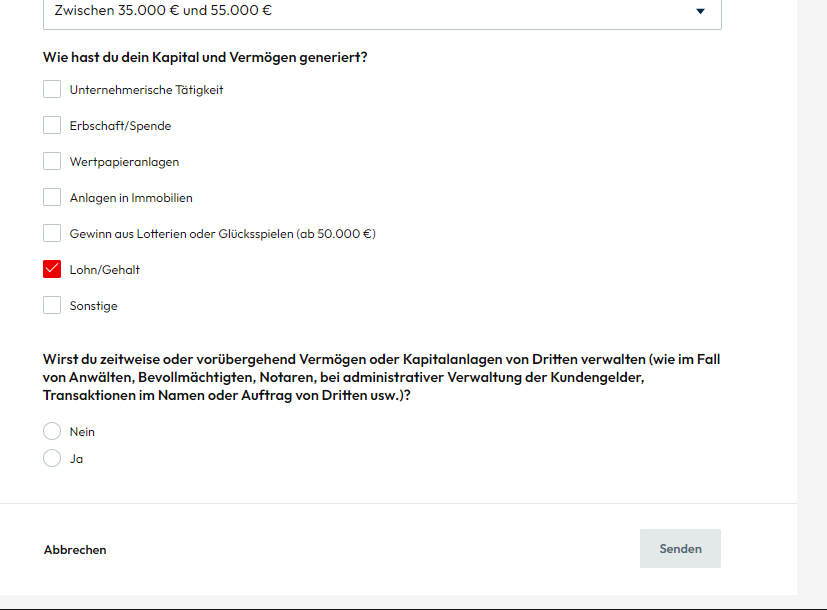 Zwischen 35.000 € und 55.000 €
Wie hast du dein Kapital und Vermögen generiert?
Unternehmerische Tätigkeit
Erbschaft/Spende
Wertpapieranlagen
Anlagen in Immobilien
Gewinn aus Lotterien oder Glücksspielen (ab 50.000 €)
Lohn/Gehalt
Sonstige
Wirst du zeitweise oder vorübergehend Vermögen oder Kapitalanlagen von Dritten verwalten (wie im Fall
von Anwälten, Bevollmächtigten, Notaren, bei administrativer Verwaltung der Kundengelder,
Transaktionen im Namen oder Auftrag von Dritten usw.)?
Nein
Ja
Abbrechen
Senden